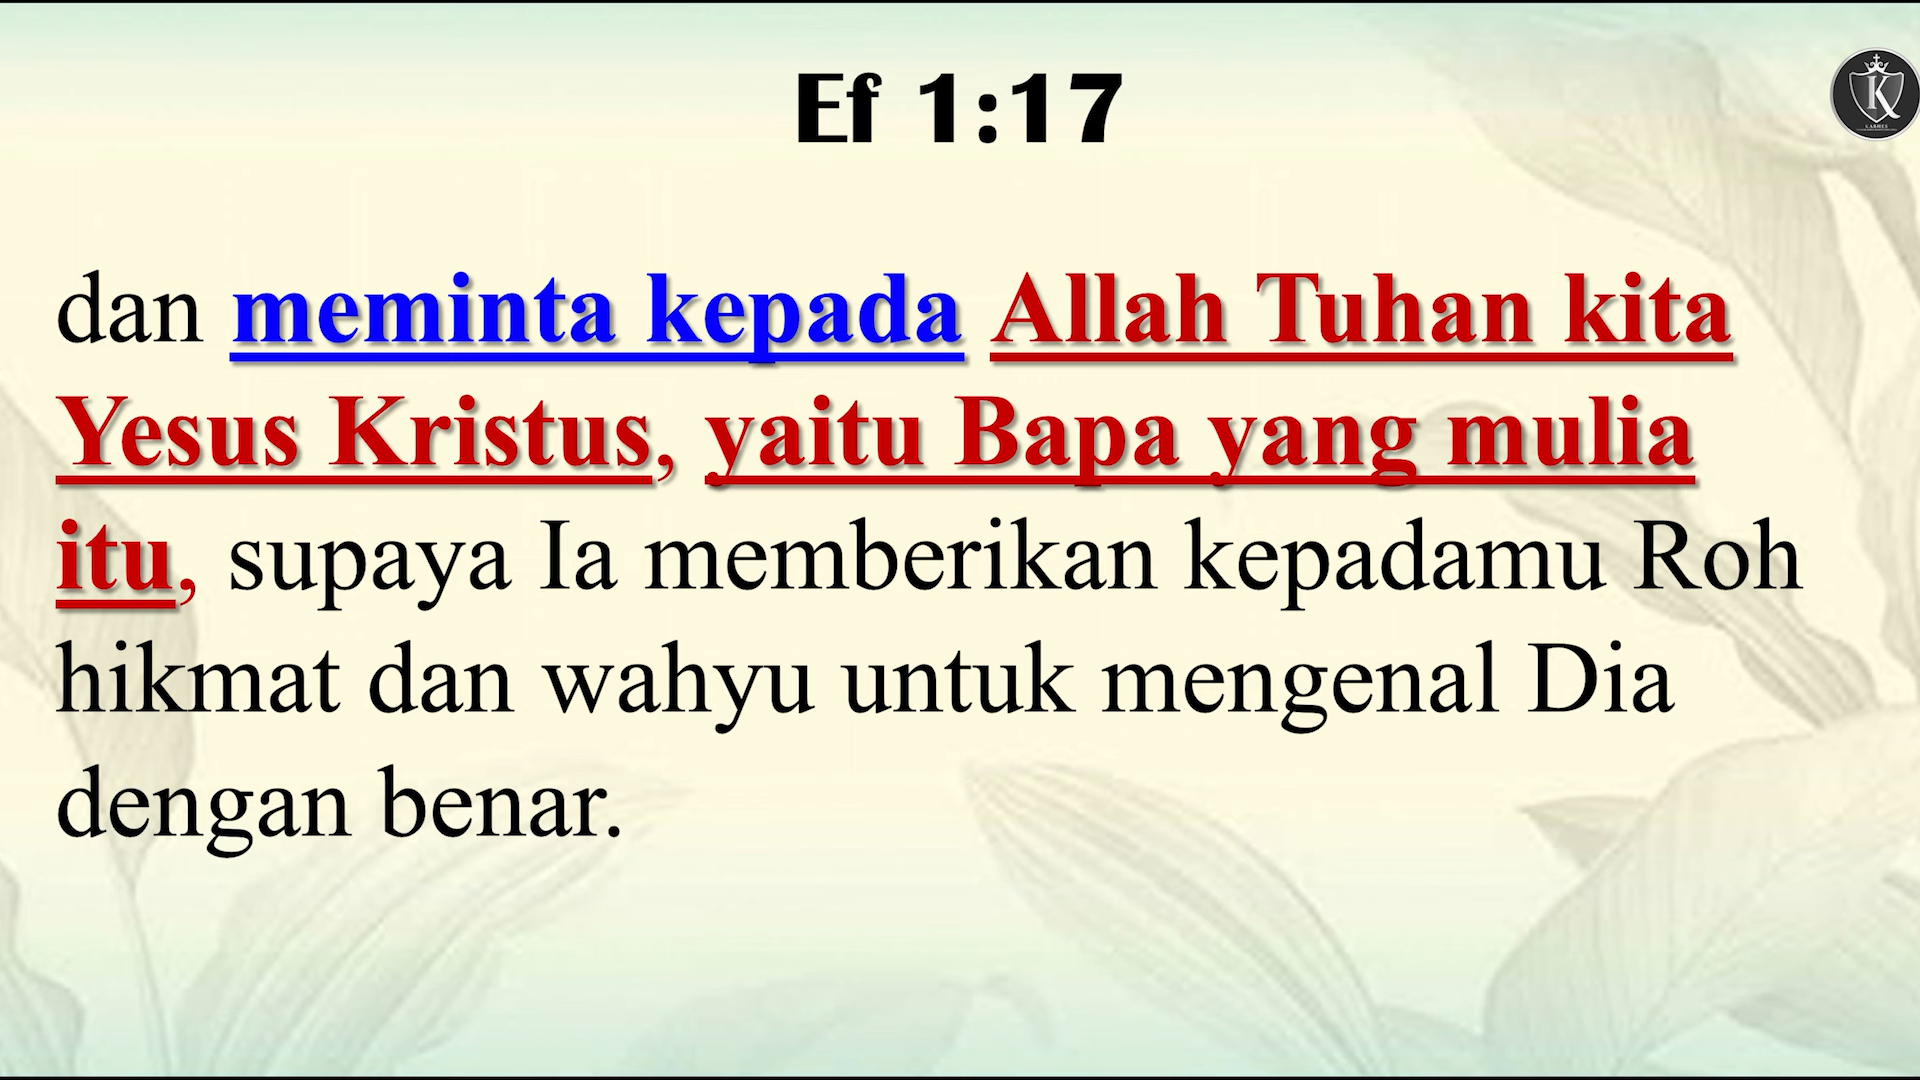 Ef 1:17
dan meminta kepada Allah Tuhan kita
Yesus Kristus, yaitu Bapa yang mulia
itu, supaya Ia memberikan kepadamu Roh
hikmat dan wahyu untuk mengenal Dia
dengan benar.
K